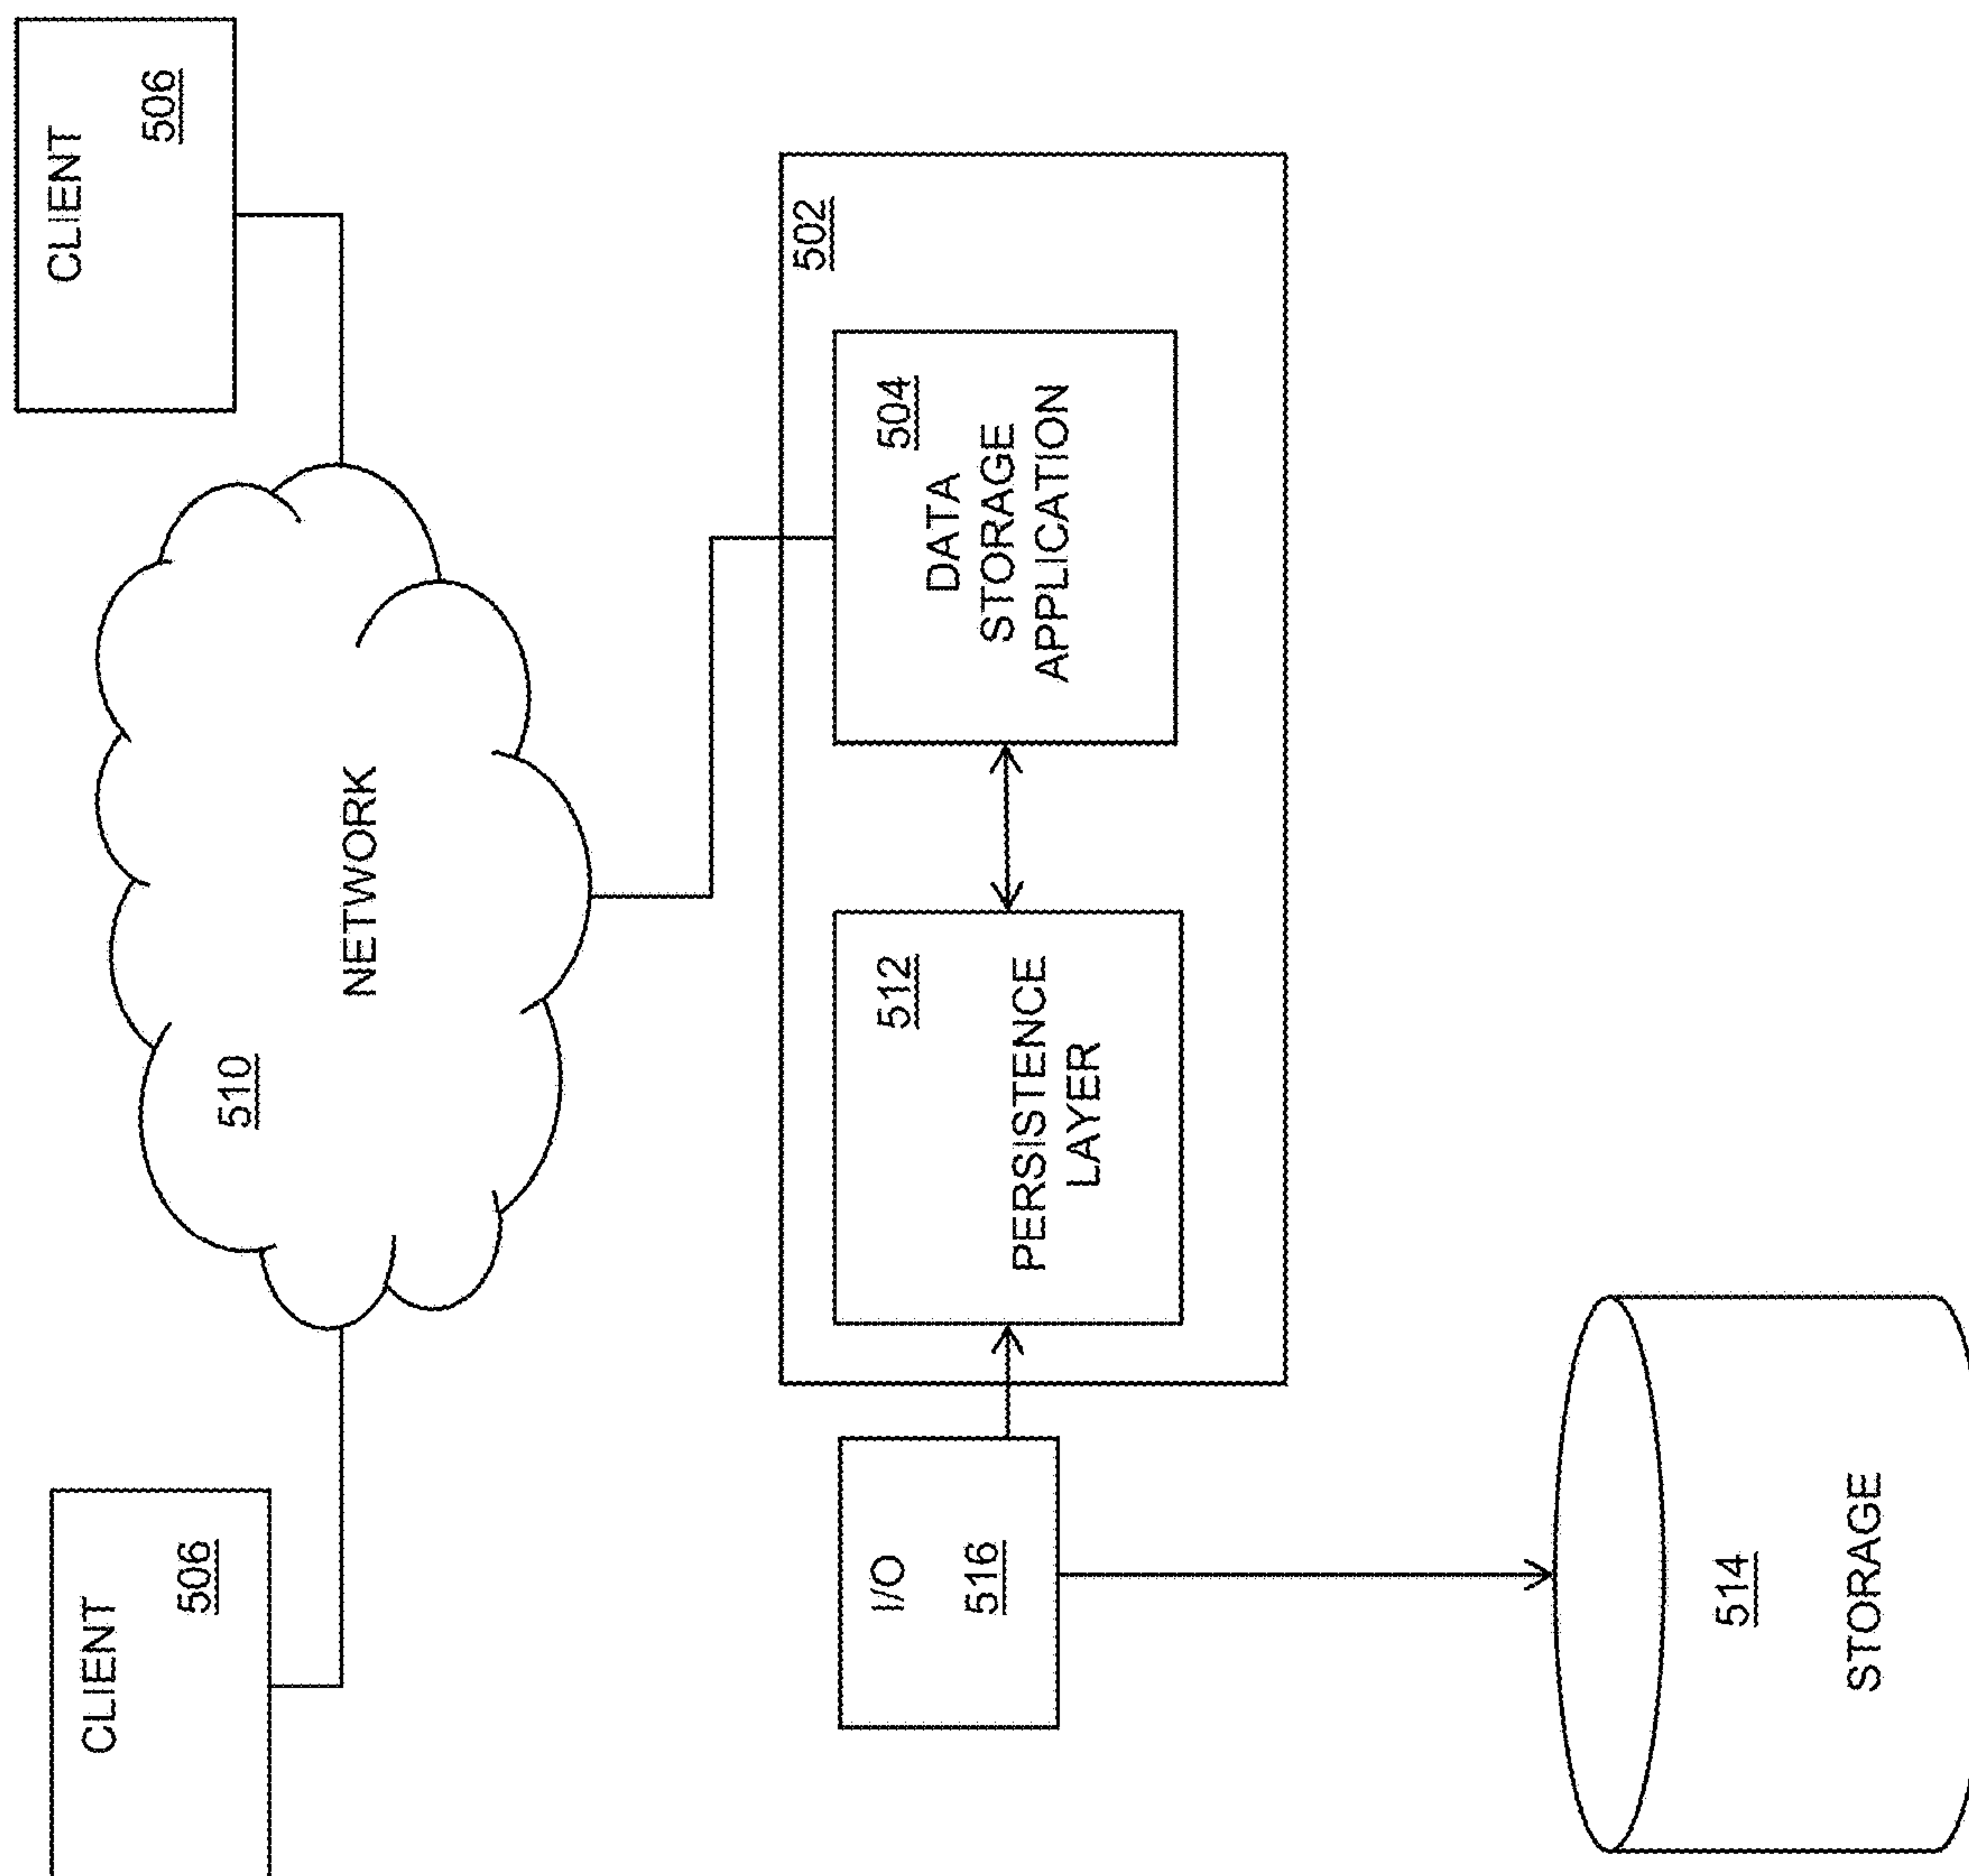 CLIENT
506
CLIENT
506
510
NETWORK
502
504
DATA
STORAGE
APPLICATION
512
PERSISTENCE
LAYER
I/O
516
514
STORAGE